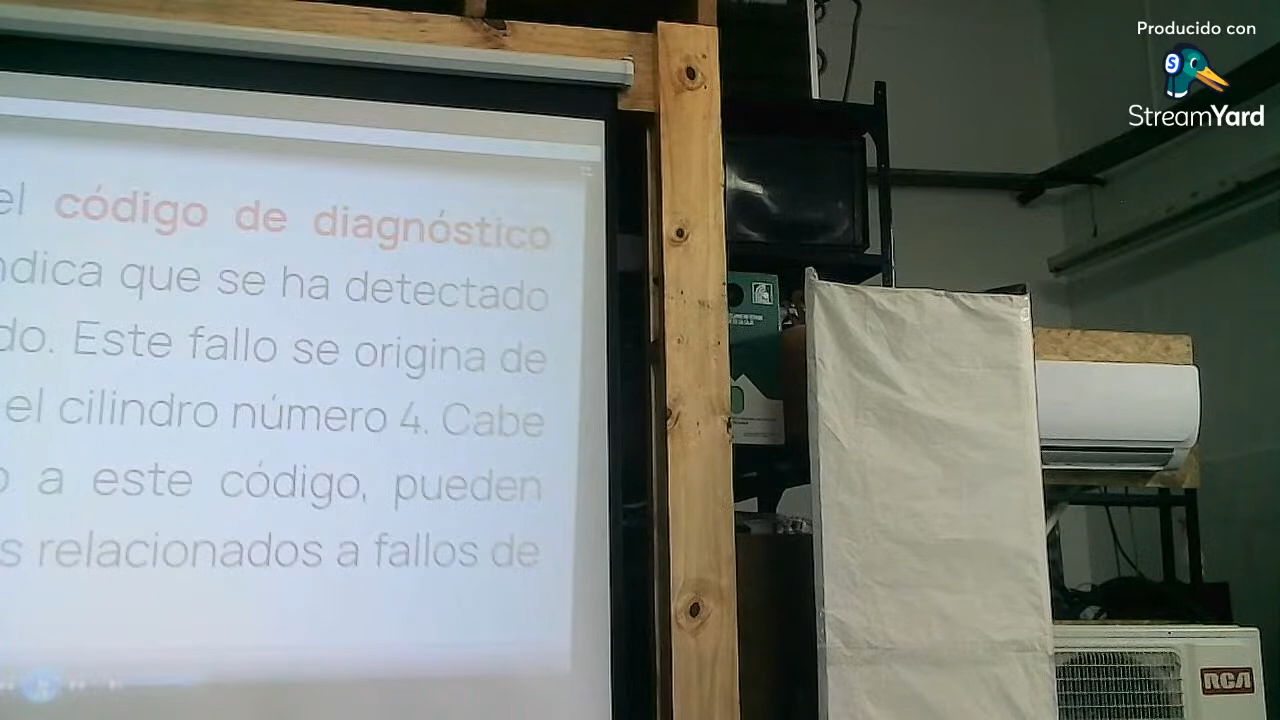 Producido con
StreamYard
el código de diagnóstico
ndica que se ha detectado
do. Este fallo se origina de
el cilindro número 4. Cabe
o a este código, pueden
s relacionados a fallos de
RCA